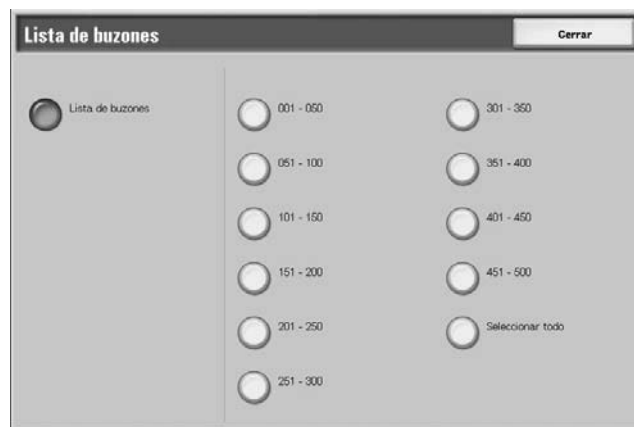 Lista de buzones
Cerrar
Lista de buzones
001 - 050
051 - 100
101 - 150
151 - 200
201 - 250
251 - 300
301 - 350
351 - 400
401 - 450
451 - 500
Seleccionar todo